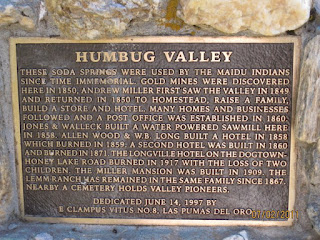 HUMBUG VALLEY
THESE SODA SPRINGS WERE USED BY THE MAIDU INDIANS
SINCE TIME IMMEMORIAL. GOLD MINES WERE DISCOVERED
HERE IN 1850. ANDREW MILLER FIRST SAW THE VALLEY IN 1849
AND RETURNED IN 1850 TO HOMESTEAD, RAISE A FAMILY,
BUILD A STORE AND HOTEL. MANY HOMES AND BUSINESSES
FOLLOWED AND A POST OFFICE WAS ESTABLISHED IN 1860.
JONES & WALLECK BUILT A WATER POWERED SAWMILL HERE
IN 1858. ALLEN WOOD & W.B. LONG BUILT A HOTEL IN 1858
WHICH BURNED IN 1859. A SECOND HOTEL WAS BUILT IN 1860
AND BURNED IN 1871. THE LONGVILLE HOTEL ON THE DOGTOWN-
HONEY LAKE ROAD, BURNED IN 1917 WITH THE LOSS OF TWO
CHILDREN. THE MILLER MANSION WAS BUILT IN 1909. THE
LEMM RANCH HAS REMAINED IN THE SAME FAMILY SINCE 1867.
NEARBY A CEMETERY HOLDS VALLEY PIONEERS.
DEDICATED JUNE 14, 1997 BY
E CLAMPUS VITUS NO.8, LAS PUMAS DEL ORO